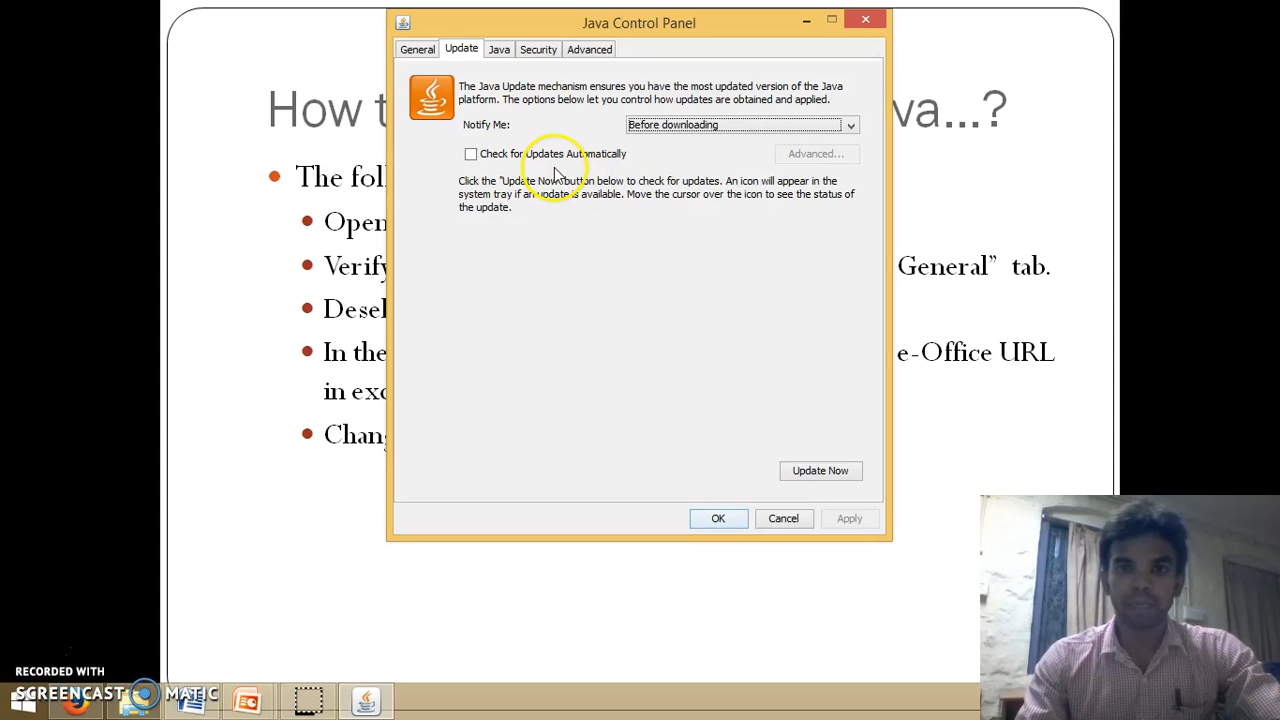 Java Control Panel
General Update Java Security Advanced
The Java Update mechanism ensures you have the most updated version of the Java
platform. The options below let you control how updates are obtained and applied.
Notify Me: Before downloading
Check for Updates Automatically Advanced...
Click the "Update Now" button below to check for updates. An icon will appear in the
system tray if an update is available. Move the cursor over the icon to see the status of
the update.
Update Now
OK Cancel Apply
How va...?
The
Open
Verify General” tab.
In the e-Office URL
in
RECORDED WITH
SCREENCAST MATIC